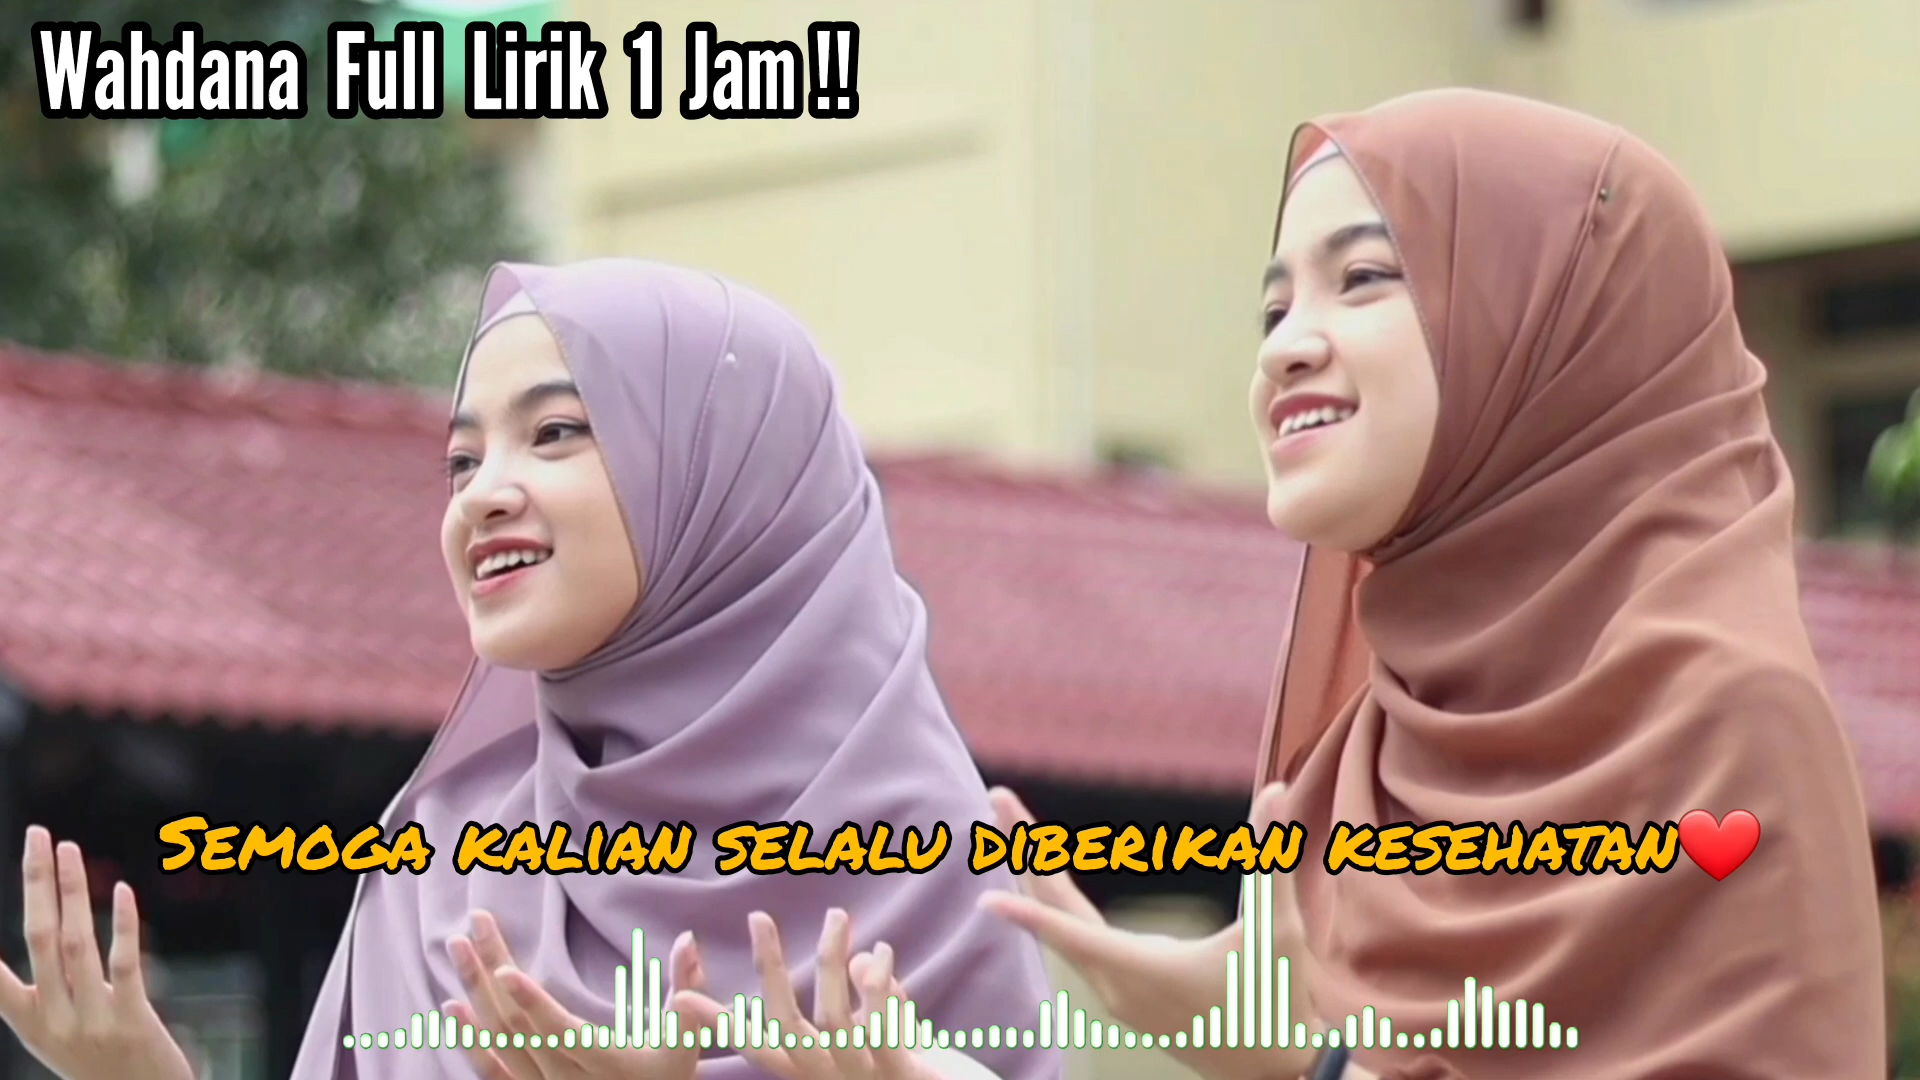 Wahdana Full Lirik 1 Jam !!
Semoga kalian selalu diberikan kesehatan❤️